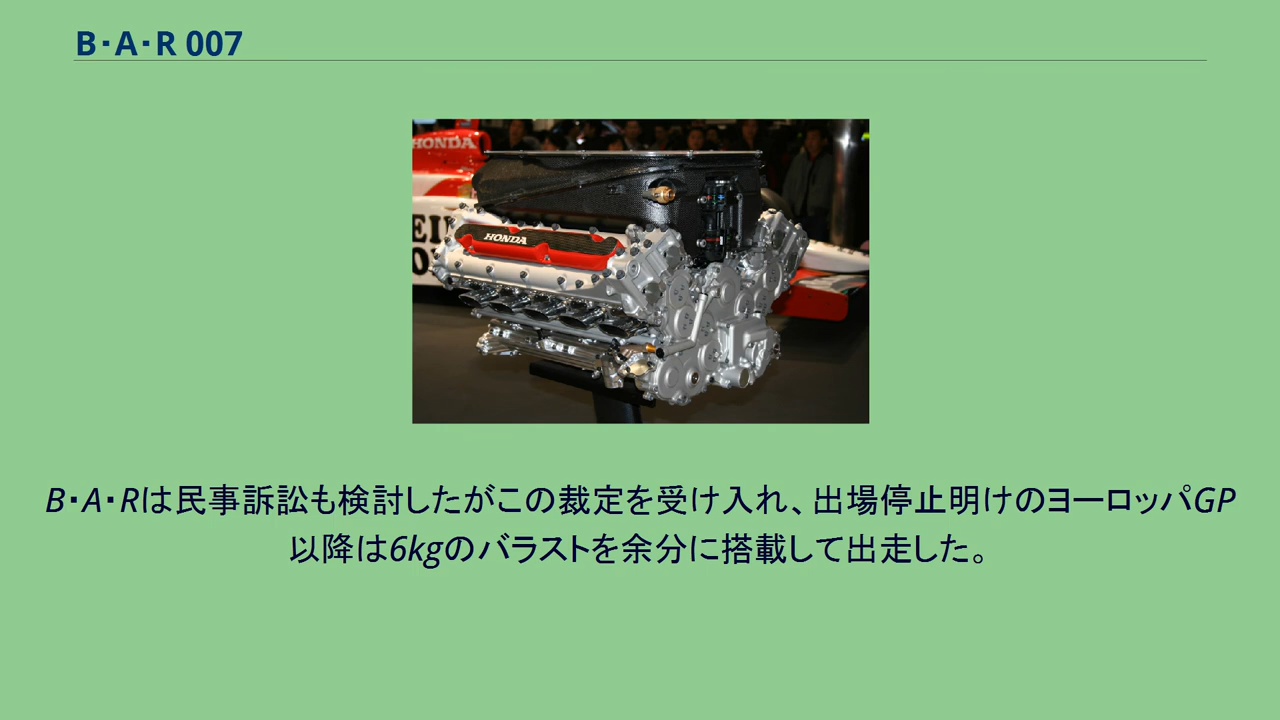 B・A・R 007
HONDA
HONDA
B・A・Rは民事訴訟も検討したがこの裁定を受け入れ、出場停止明けのヨーロッパGP
以降は6kgのバラストを余分に搭載して出走した。